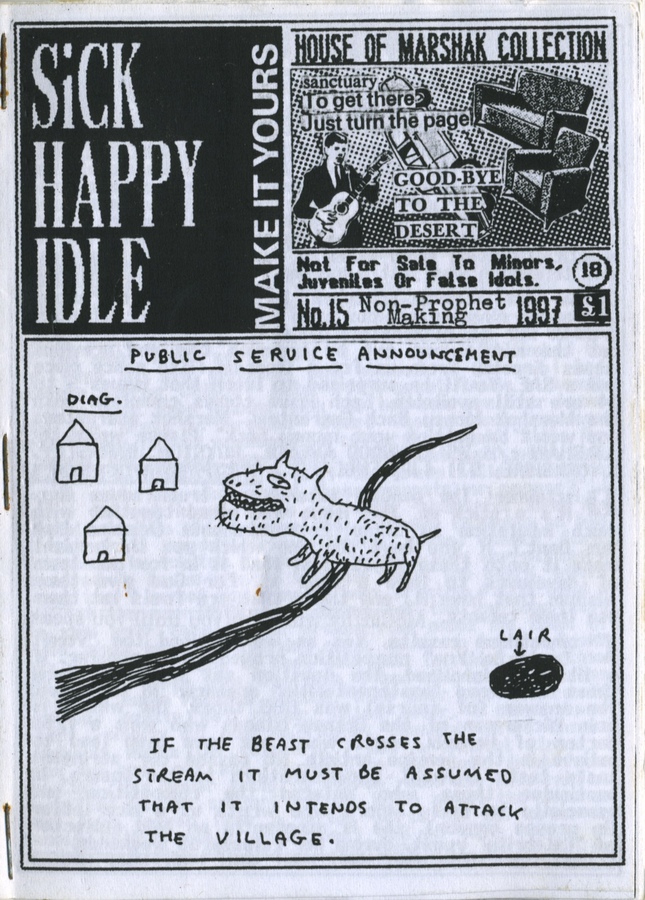 SiCK
HAPPY
IDLE
MAKE IT YOURS
HOUSE OF MARSHAK COLLECTION
sanctuary
To get there
Just turn the page
GOOD-BYE
TO THE
DESERT
Not For Sale To Minors,
Juveniles Or False Idols.
18
No.15 Non-Prophet Making 1997 £1
PUBLIC SERVICE ANNOUNCEMENT
DIAG.
LAIR
IF THE BEAST CROSSES THE
STREAM IT MUST BE ASSUMED
THAT IT INTENDS TO ATTACK
THE VILLAGE.